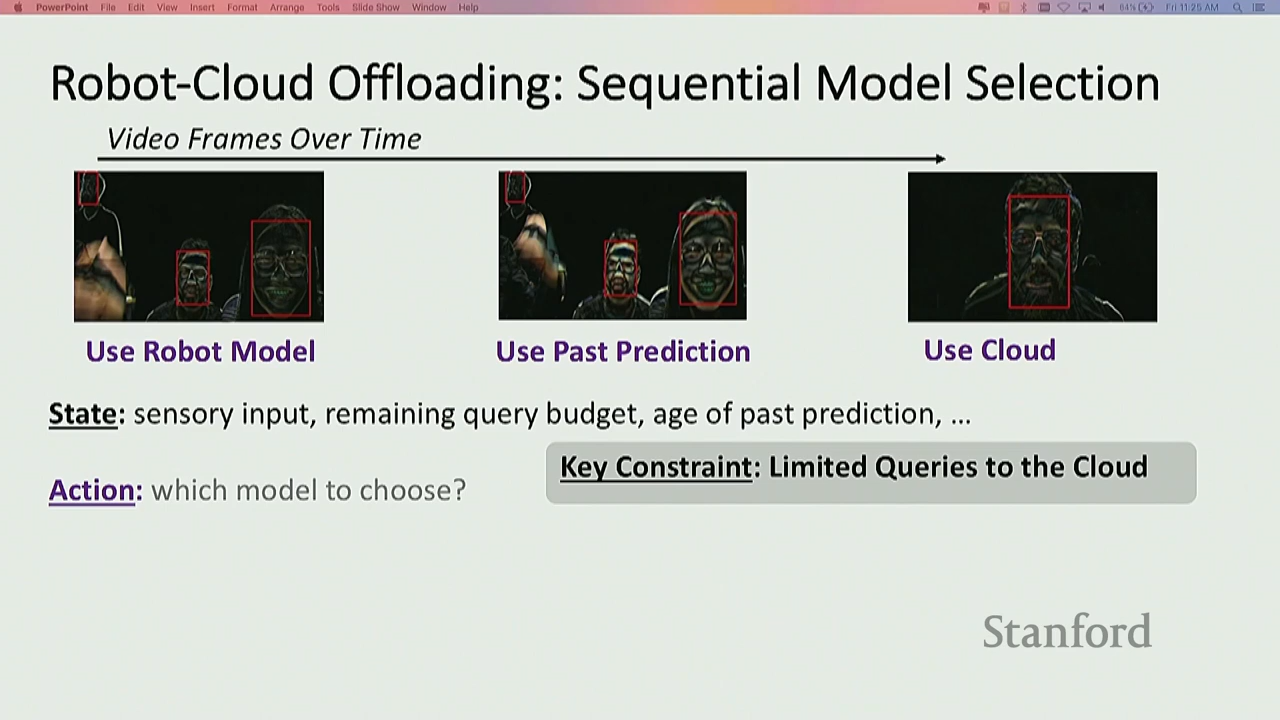 PowerPoint File Edit View Insert Format Arrange Tools Slide Show Window Help 84% Fri 11:25 AM
Robot-Cloud Offloading: Sequential Model Selection
Video Frames Over Time
Use Robot Model
Use Past Prediction
Use Cloud
State: sensory input, remaining query budget, age of past prediction, ...
Key Constraint: Limited Queries to the Cloud
Action: which model to choose?
Stanford